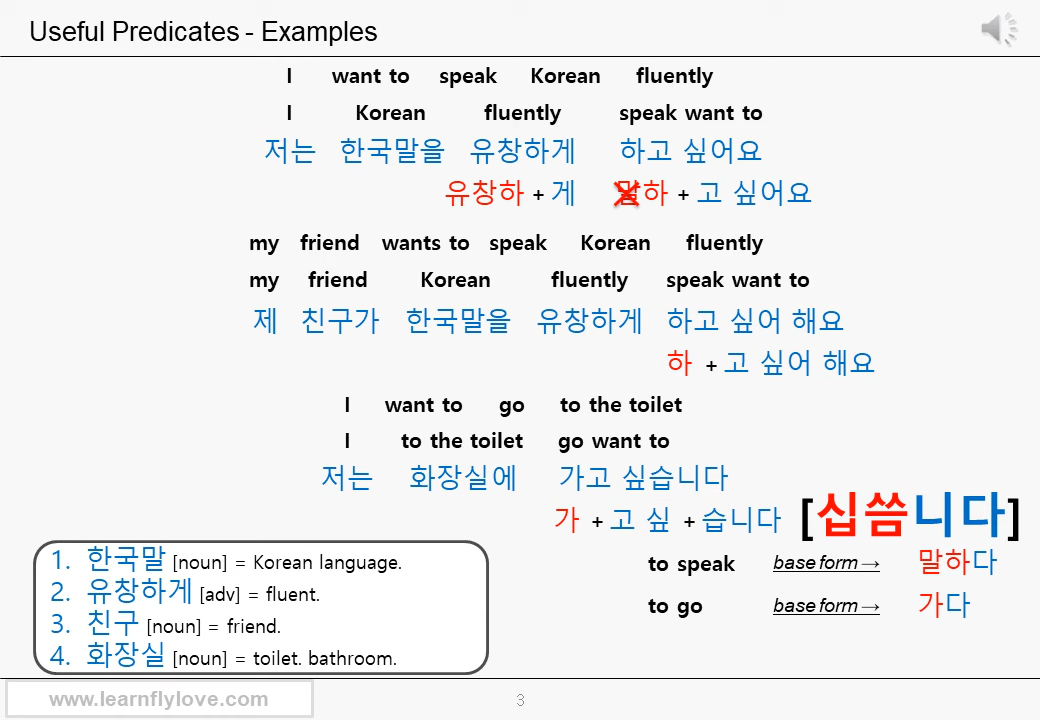 Useful Predicates - Examples
I want to speak Korean fluently
I Korean fluently speak want to
저는 한국말을 유창하게 하고 싶어요
유창하 + 게 말하 + 고 싶어요
my friend wants to speak Korean fluently
my friend Korean fluently speak want to
제 친구가 한국말을 유창하게 하고 싶어 해요
하 + 고 싶어 해요
I want to go to the toilet
I to the toilet go want to
저는 화장실에 가고 싶습니다
가 + 고 싶 + 습니다 [십씀니다]
1. 한국말 [noun] = Korean language.
2. 유창하게 [adv] = fluent.
3. 친구 [noun] = friend.
4. 화장실 [noun] = toilet. bathroom.
to speak base form→ 말하다
to go base form→ 가다
www.learnflylove.com
3